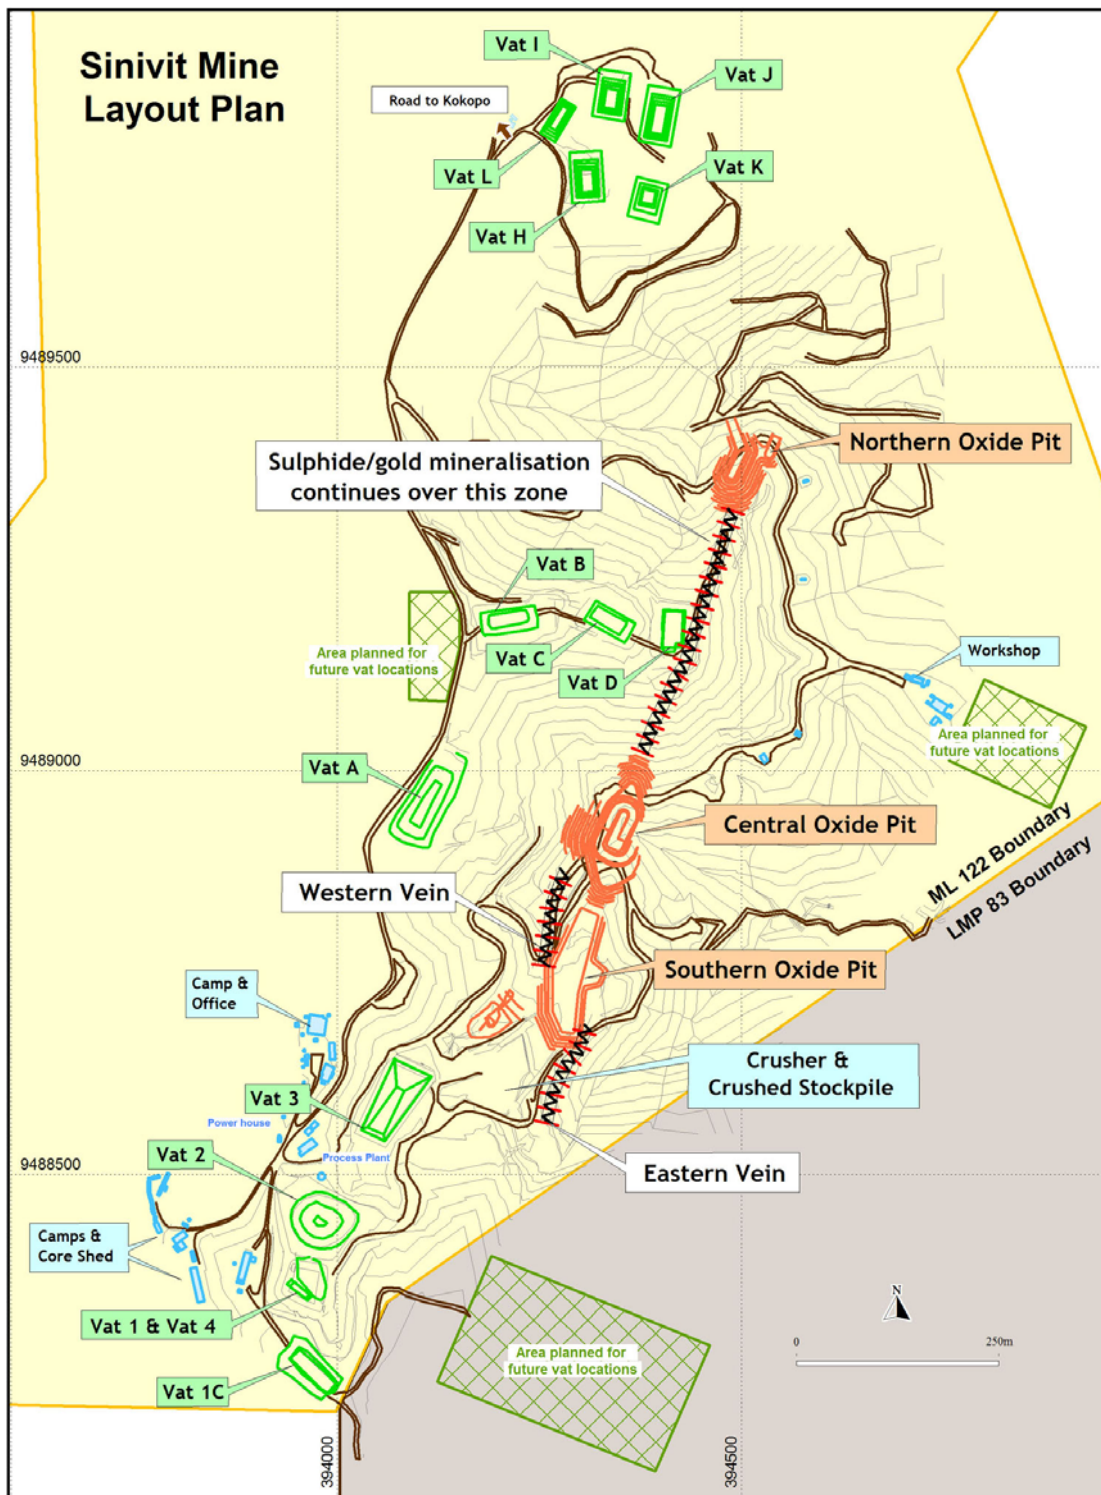 Sinivit Mine
Layout Plan
Vat I
Vat J
Road to Kokopo
Vat L
Vat K
Vat H
9489500
Northern Oxide Pit
Sulphide/gold mineralisation
continues over this zone
Vat B
Vat C
Vat D
Area planned for
future vat locations
Workshop
Area planned for
future vat locations
9489000
Vat A
Central Oxide Pit
ML 122 Boundary
LMP 83 Boundary
Western Vein
Southern Oxide Pit
Camp &
Office
Crusher &
Crushed Stockpile
Vat 3
Power house
Process Plant
Vat 2
9488500
Eastern Vein
Camps &
Core Shed
Vat 1 & Vat 4
N
0
250m
Area planned for
future vat locations
Vat 1C
394000
394500